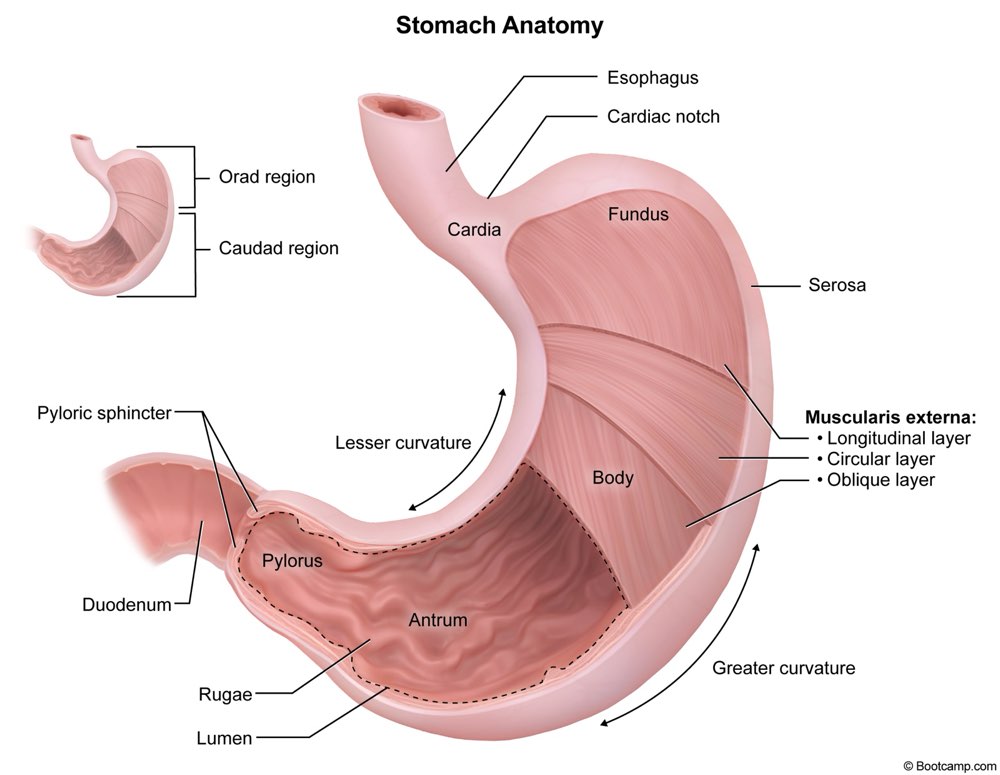 Stomach Anatomy
Esophagus
Cardiac notch
Orad region
Caudad region
Cardia
Fundus
Serosa
Pyloric sphincter
Lesser curvature
Muscularis externa:
• Longitudinal layer
• Circular layer
• Oblique layer
Body
Pylorus
Duodenum
Antrum
Greater curvature
Rugae
Lumen
© Bootcamp.com